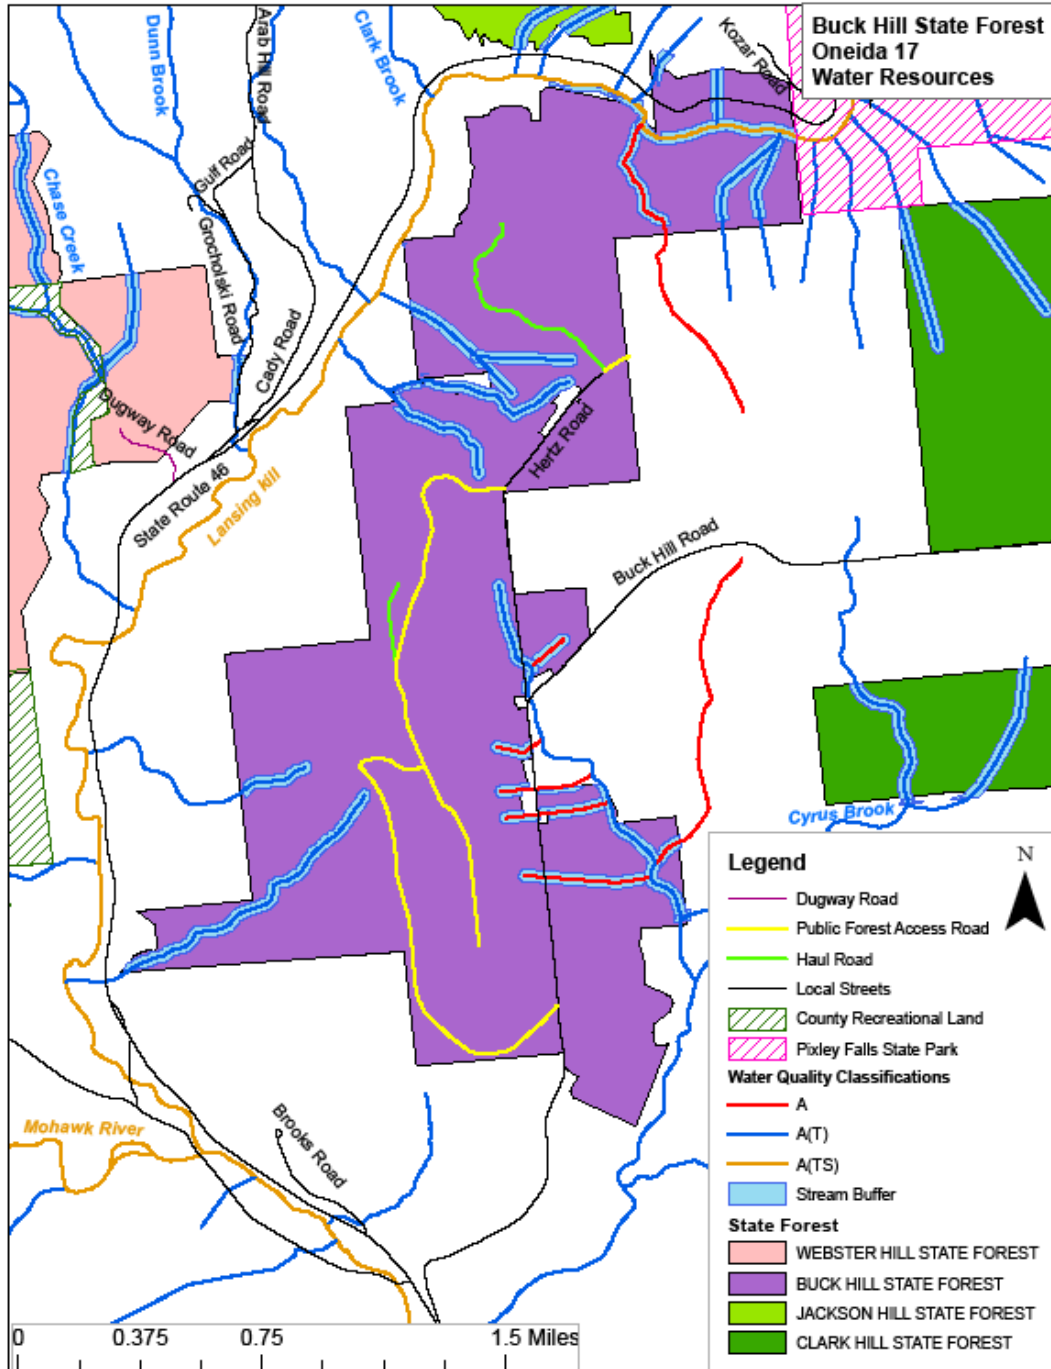 Buck Hill State Forest
Oneida 17
Water Resources
Kozar Road
Arab Hill Road
Dunn Brook
Clark Brook
Gulf Road
Chase Creek
Grocholski Road
Cady Road
Dugway Road
State Route 46
Lansing kill
Hertz Road
Buck Hill Road
Cyrus Brook
Mohawk River
Brooks Road
Legend
N
Dugway Road
Public Forest Access Road
Haul Road
Local Streets
County Recreational Land
Pixley Falls State Park
Water Quality Classifications
A
A(T)
A(TS)
Stream Buffer
State Forest
WEBSTER HILL STATE FOREST
BUCK HILL STATE FOREST
JACKSON HILL STATE FOREST
CLARK HILL STATE FOREST
0 0.375 0.75 1.5 Miles